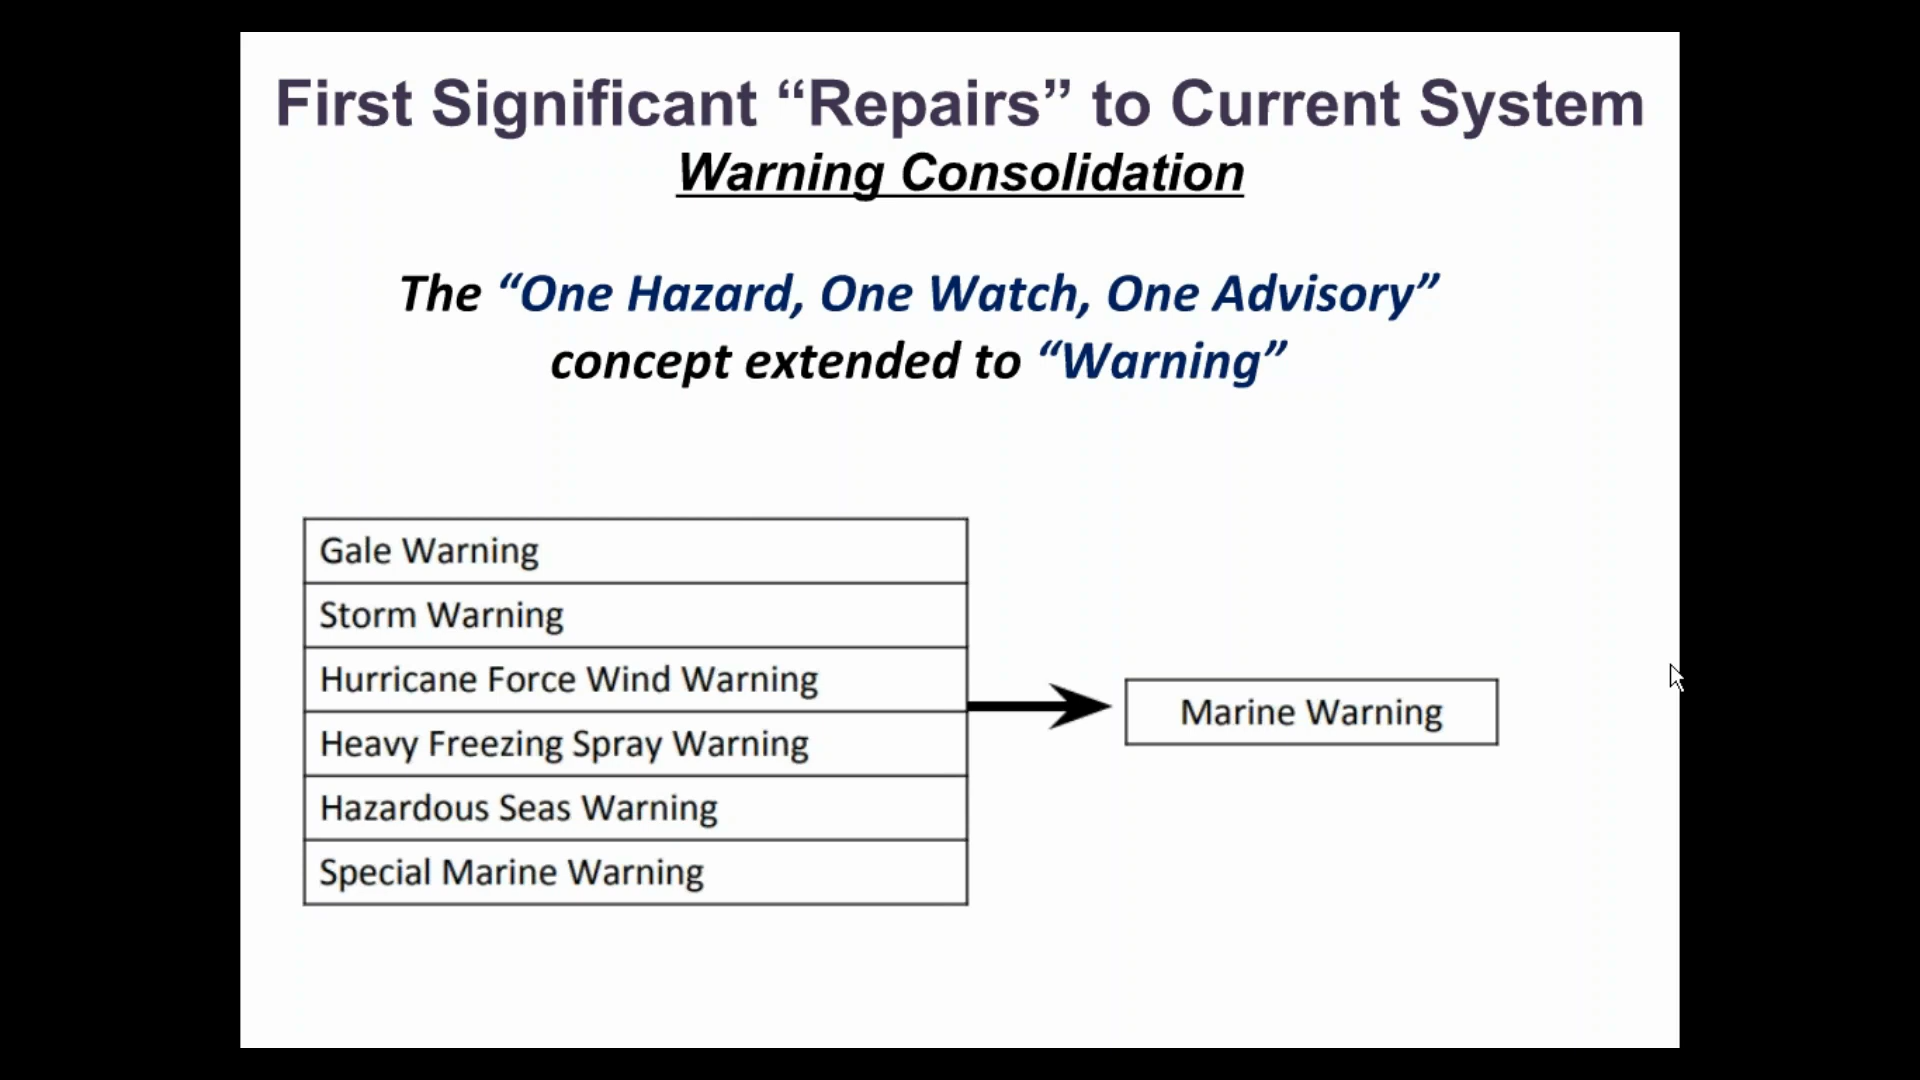 First Significant “Repairs” to Current System
Warning Consolidation
The “One Hazard, One Watch, One Advisory”
concept extended to “Warning”
Gale Warning
Storm Warning
Hurricane Force Wind Warning
Heavy Freezing Spray Warning
Hazardous Seas Warning
Special Marine Warning
Marine Warning